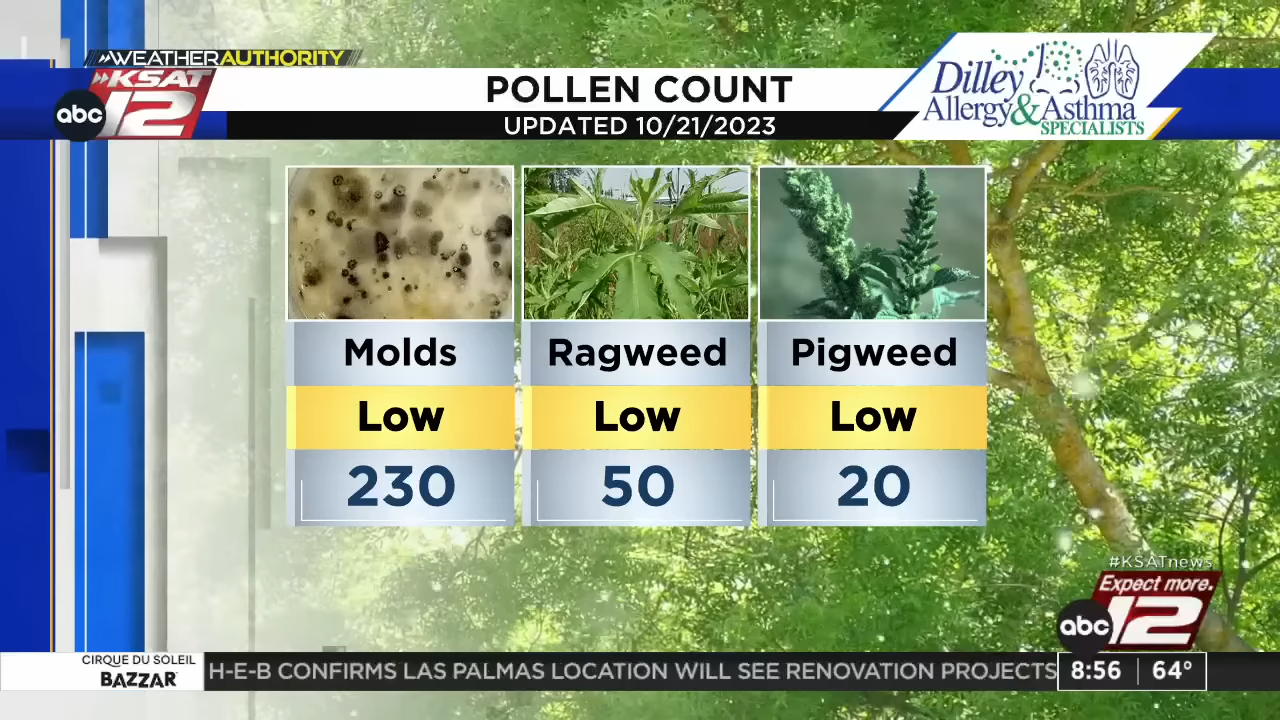 WEATHERAUTHORITY
KSAT
abc 12
POLLEN COUNT
UPDATED 10/21/2023
Dilley
Allergy&Asthma
SPECIALISTS
Molds
Ragweed
Pigweed
Low
Low
Low
230
50
20
#KSATnews
Expect more.
abc 12
CIRQUE DU SOLEIL
BAZZAR
H-E-B CONFIRMS LAS PALMAS LOCATION WILL SEE RENOVATION PROJECTS
8:56
64°